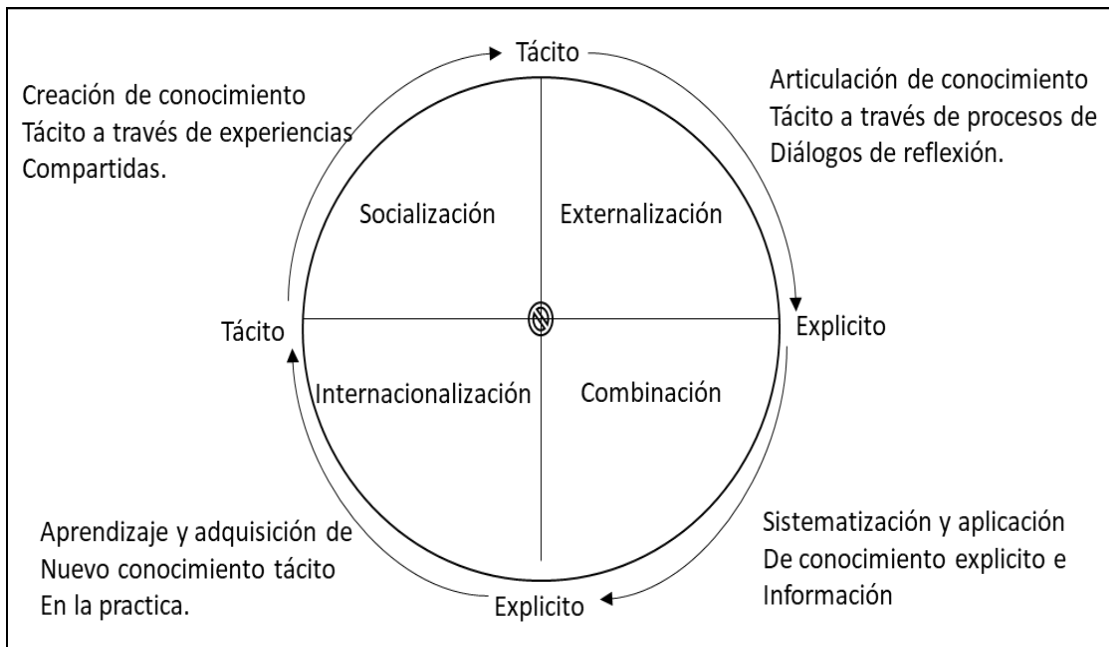 Tácito
Creación de conocimiento
Tácito a través de experiencias
Compartidas.
Articulación de conocimiento
Tácito a través de procesos de
Diálogos de reflexión.
Socialización
Externalización
Tácito
Explicito
Internacionalización
Combinación
Aprendizaje y adquisición de
Nuevo conocimiento tácito
En la practica.
Sistematización y aplicación
De conocimiento explicito e
Información
Explicito